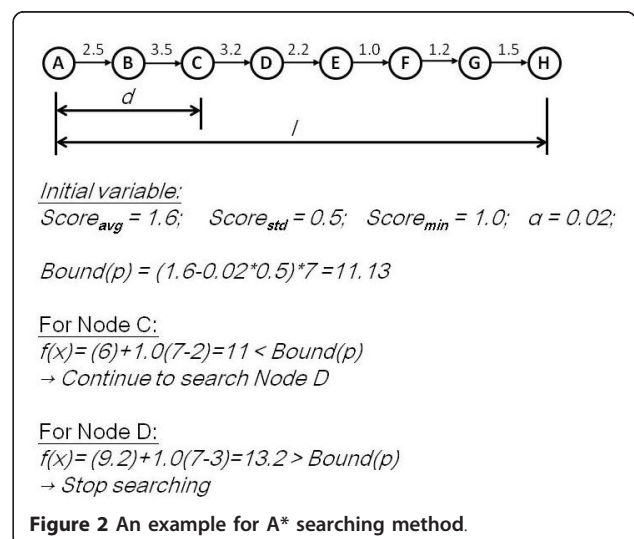 2.5 3.5 3.2 2.2 1.0 1.2 1.5
A B C D E F G H
d
l
Initial variable:
Score_avg = 1.6; Score_std = 0.5; Score_min = 1.0; α = 0.02;
Bound(p) = (1.6-0.02*0.5)*7 =11.13
For Node C:
f(x)= (6)+1.0(7-2)=11 < Bound(p)
→ Continue to search Node D
For Node D:
f(x)= (9.2)+1.0(7-3)=13.2 > Bound(p)
→ Stop searching
Figure 2 An example for A* searching method.